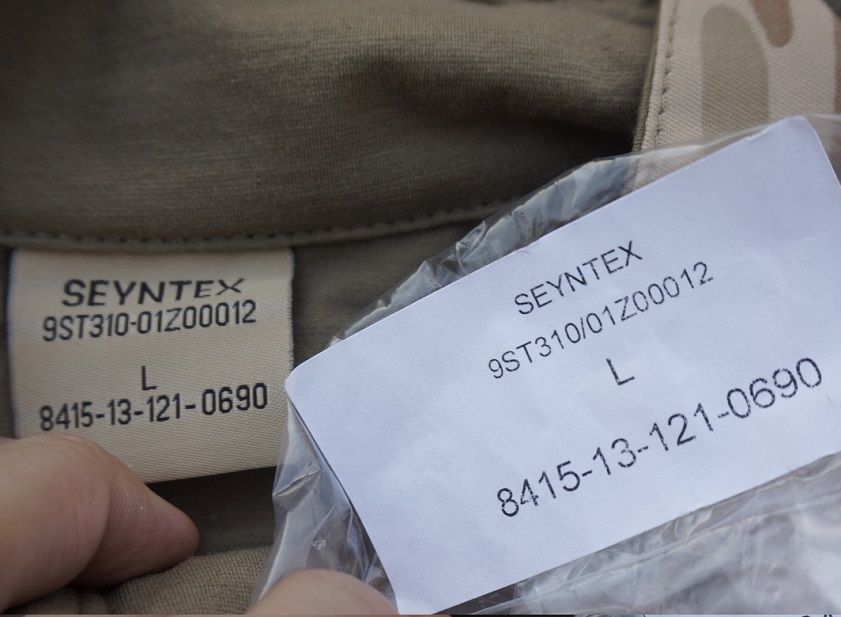 SEYNTEX
9ST310-01Z00012
L
8415-13-121-0690
SEYNTEX
9ST310/01Z00012
L
8415-13-121-0690